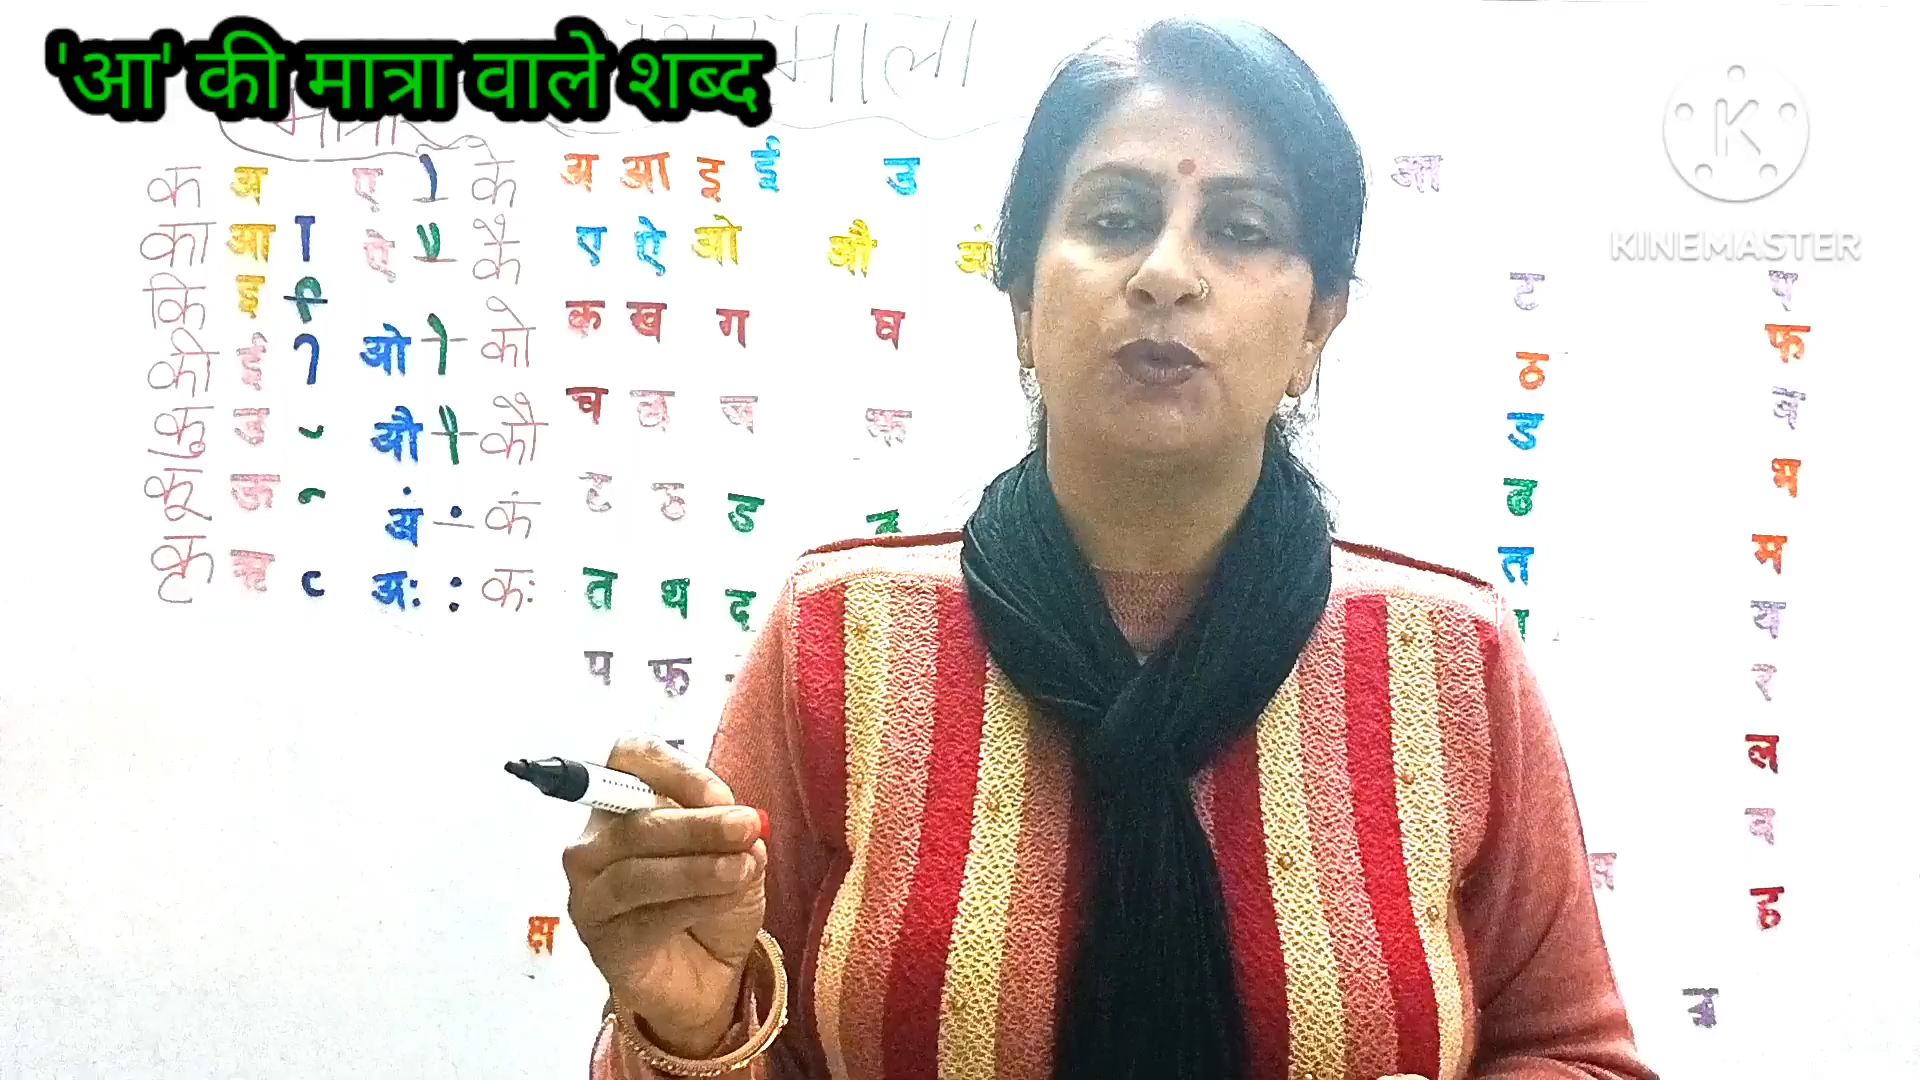 'आ' की मात्रा वाले शब्द
माला
मात्रा
क अ ए के अ आ इ ई उ आ
का आ ा ऐ कै ए ऐ ओ औ अं
कि इ ि क ख ग घ ट प
की ई ी ओ ो को ठ फ
कु उ ु औ ौ कौ च छ ज झ ड ब
कू ऊ ू अं ं कं ट ठ ड ढ भ
कृ ऋ ृ अः ः कः त थ द त म
प फ य
र
ल
व
ह
क्ष
KINEMASTER